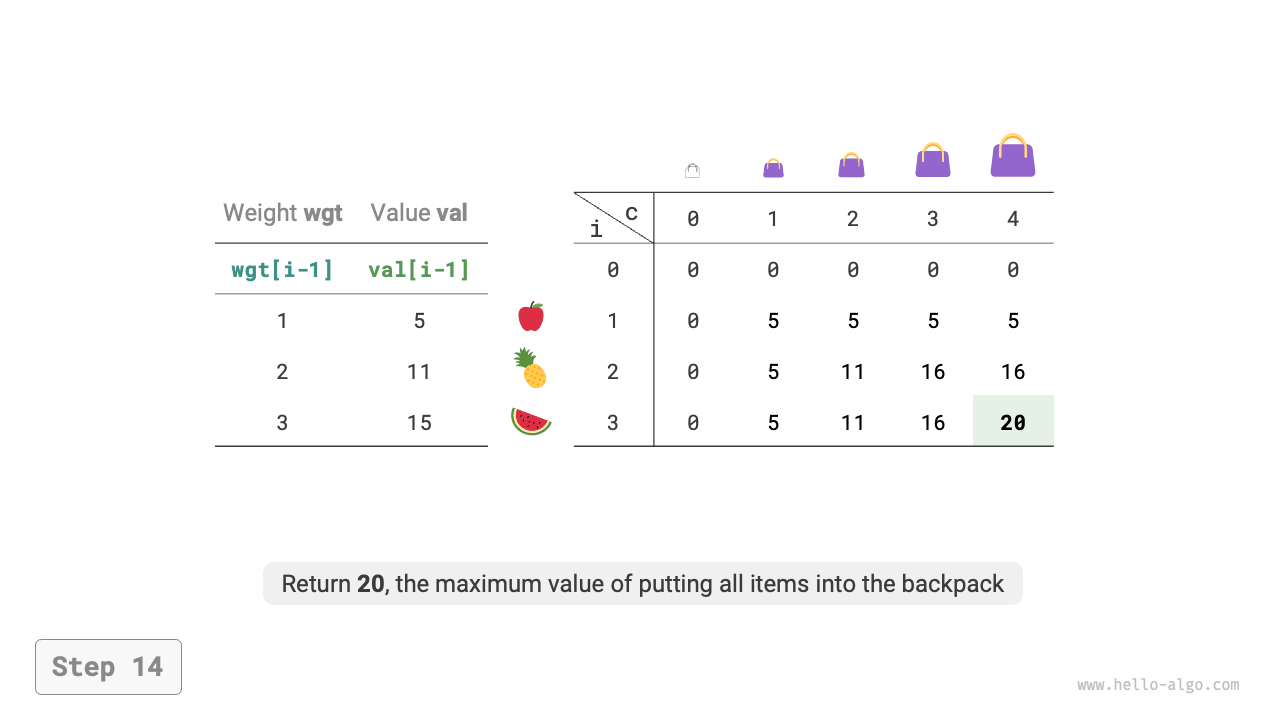 Weight wgt Value val
wgt[i-1] val[i-1]
1 5
2 11
3 15
c
i
0 1 2 3 4
0 0 0 0 0 0
1 0 5 5 5 5
2 0 5 11 16 16
3 0 5 11 16 20
Return 20, the maximum value of putting all items into the backpack
Step 14
www.hello-algo.com